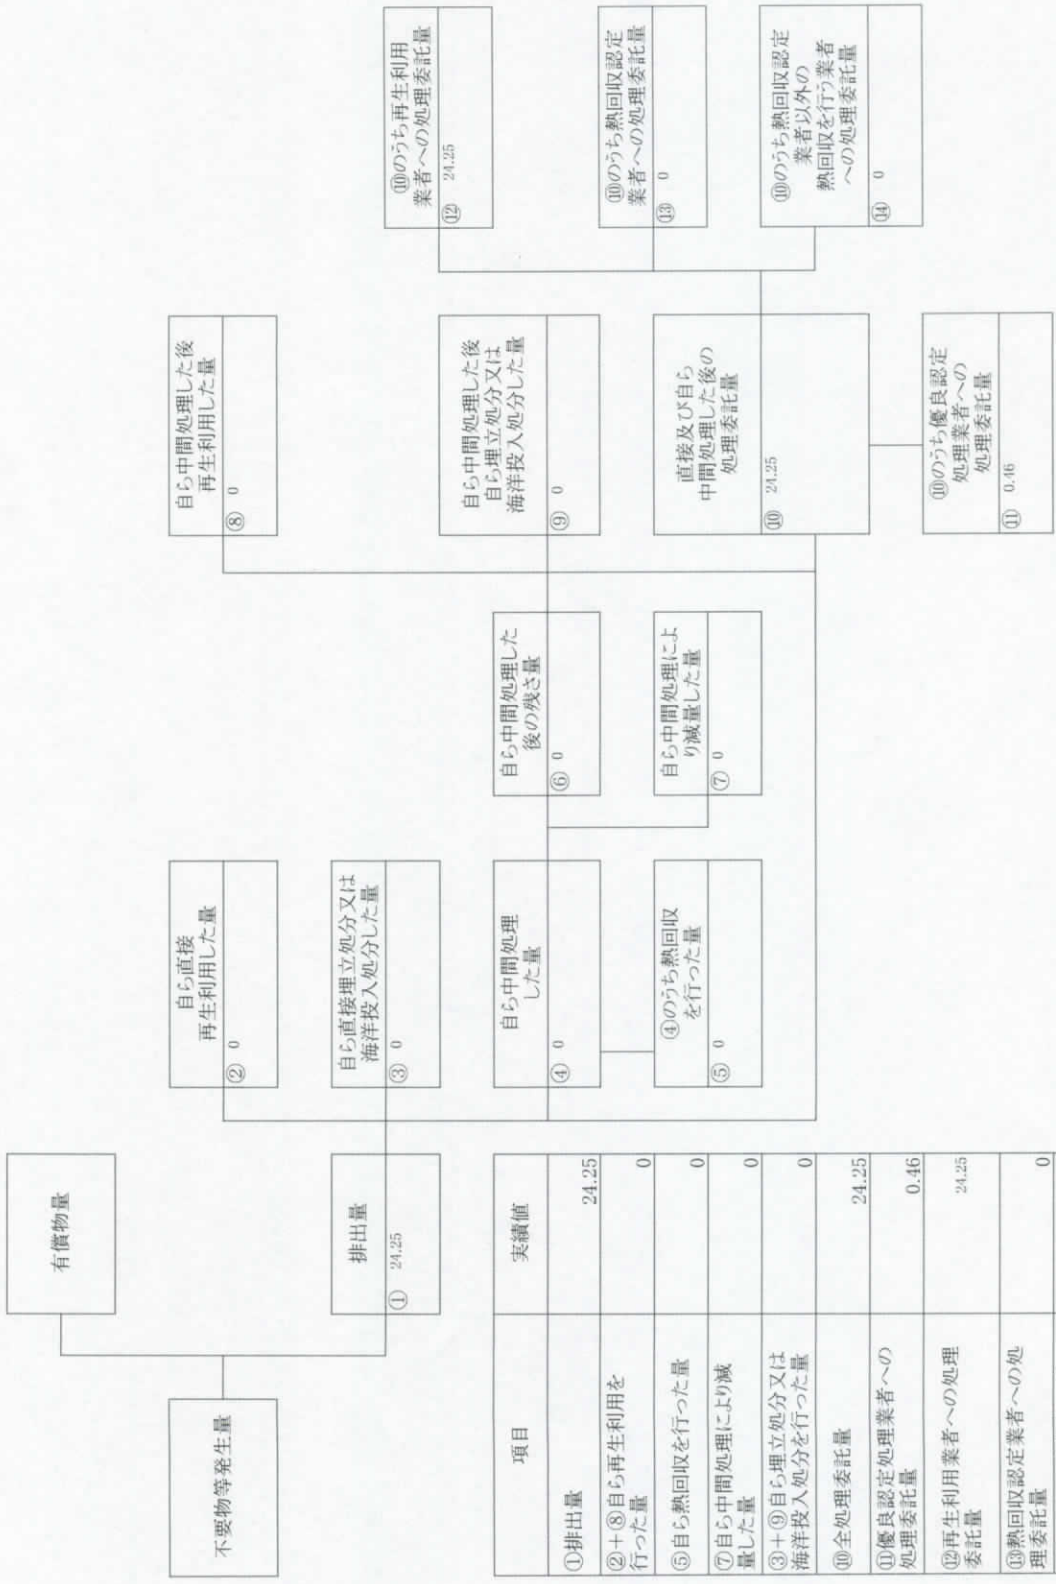 不要物等発生量
有償物量
排出量
① 24.25
自ら直接
再生利用した量
② 0
自ら直接埋立処分又は
海洋投入処分した量
③ 0
自ら中間処理
した量
④ 0
④のうち熱回収
を行った量
⑤ 0
自ら中間処理した
後の残さ量
⑥ 0
自ら中間処理によ
り減量した量
⑦ 0
自ら中間処理した後
再生利用した量
⑧ 0
自ら中間処理した後
自ら埋立処分又は
海洋投入処分した量
⑨ 0
直接及び自ら
中間処理した後の
処理委託量
⑩ 24.25
⑩のうち優良認定
処理業者への
処理委託量
⑪ 0.46
⑩のうち再生利用
業者への処理委託量
⑫ 24.25
⑩のうち熱回収認定
業者への処理委託量
⑬ 0
⑩のうち熱回収認定
業者以外の
熱回収を行う業者
への処理委託量
⑭ 0
項目 実績値
①排出量 24.25
②+⑧自ら再生利用を
行った量 0
⑤自ら熱回収を行った量 0
⑦自ら中間処理により減
量した量 0
③+⑨自ら埋立処分又は
海洋投入処分を行った量 0
⑩全処理委託量 24.25
⑪優良認定処理業者への
処理委託量 0.46
⑫再生利用業者への処理
委託量 24.25
⑬熱回収認定業者への処
理委託量 0